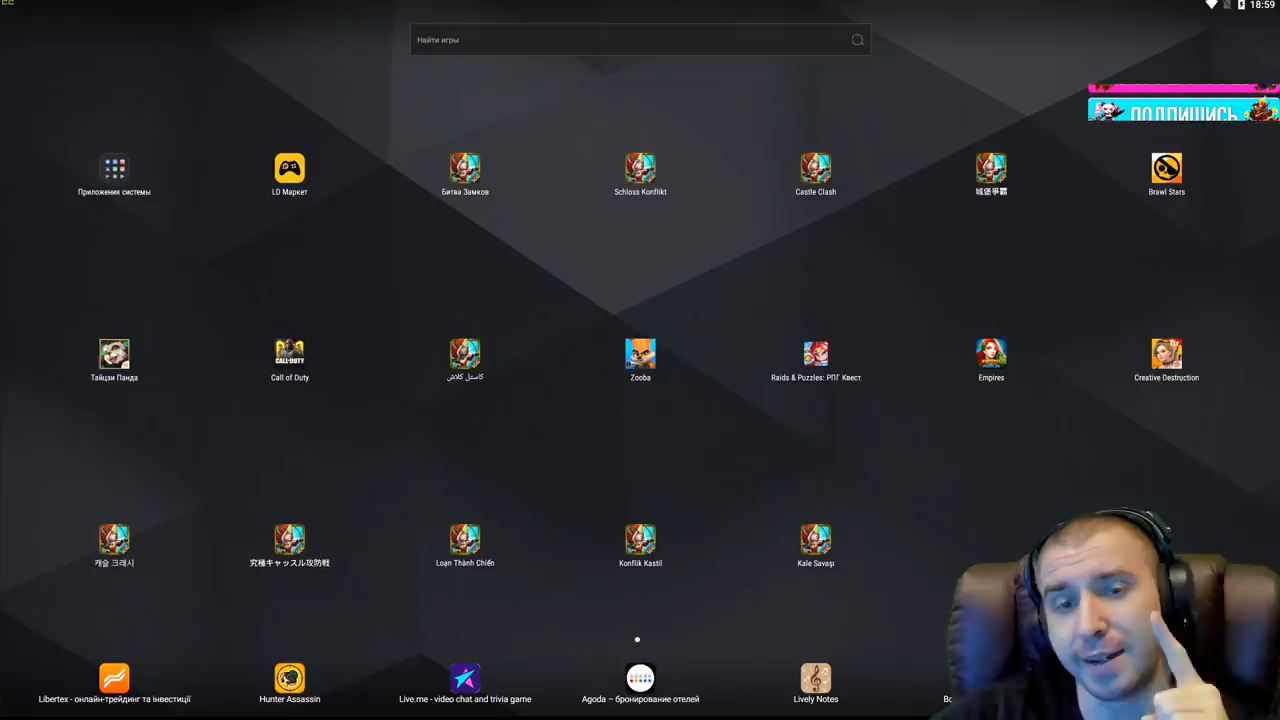 18:59
Найти игры
ПОДПИШИСЬ
Приложения системы
LD Маркет
Битва Замков
Schloss Konflikt
Castle Clash
城堡爭霸
Brawl Stars
Тайцзи Панда
CALL OF DUTY
Call of Duty
كاستل كلاش
Zooba
Raids & Puzzles: РПГ Квест
Empires
Creative Destruction
캐슬 크래시
究極キャッスル攻防戦
Loạn Thành Chiến
Konflik Kastil
Kale Savaşı
Libertex - онлайн-трейдинг та інвестиції
Hunter Assassin
Live.me - video chat and trivia game
agoda
Agoda – бронирование отелей
Lively Notes